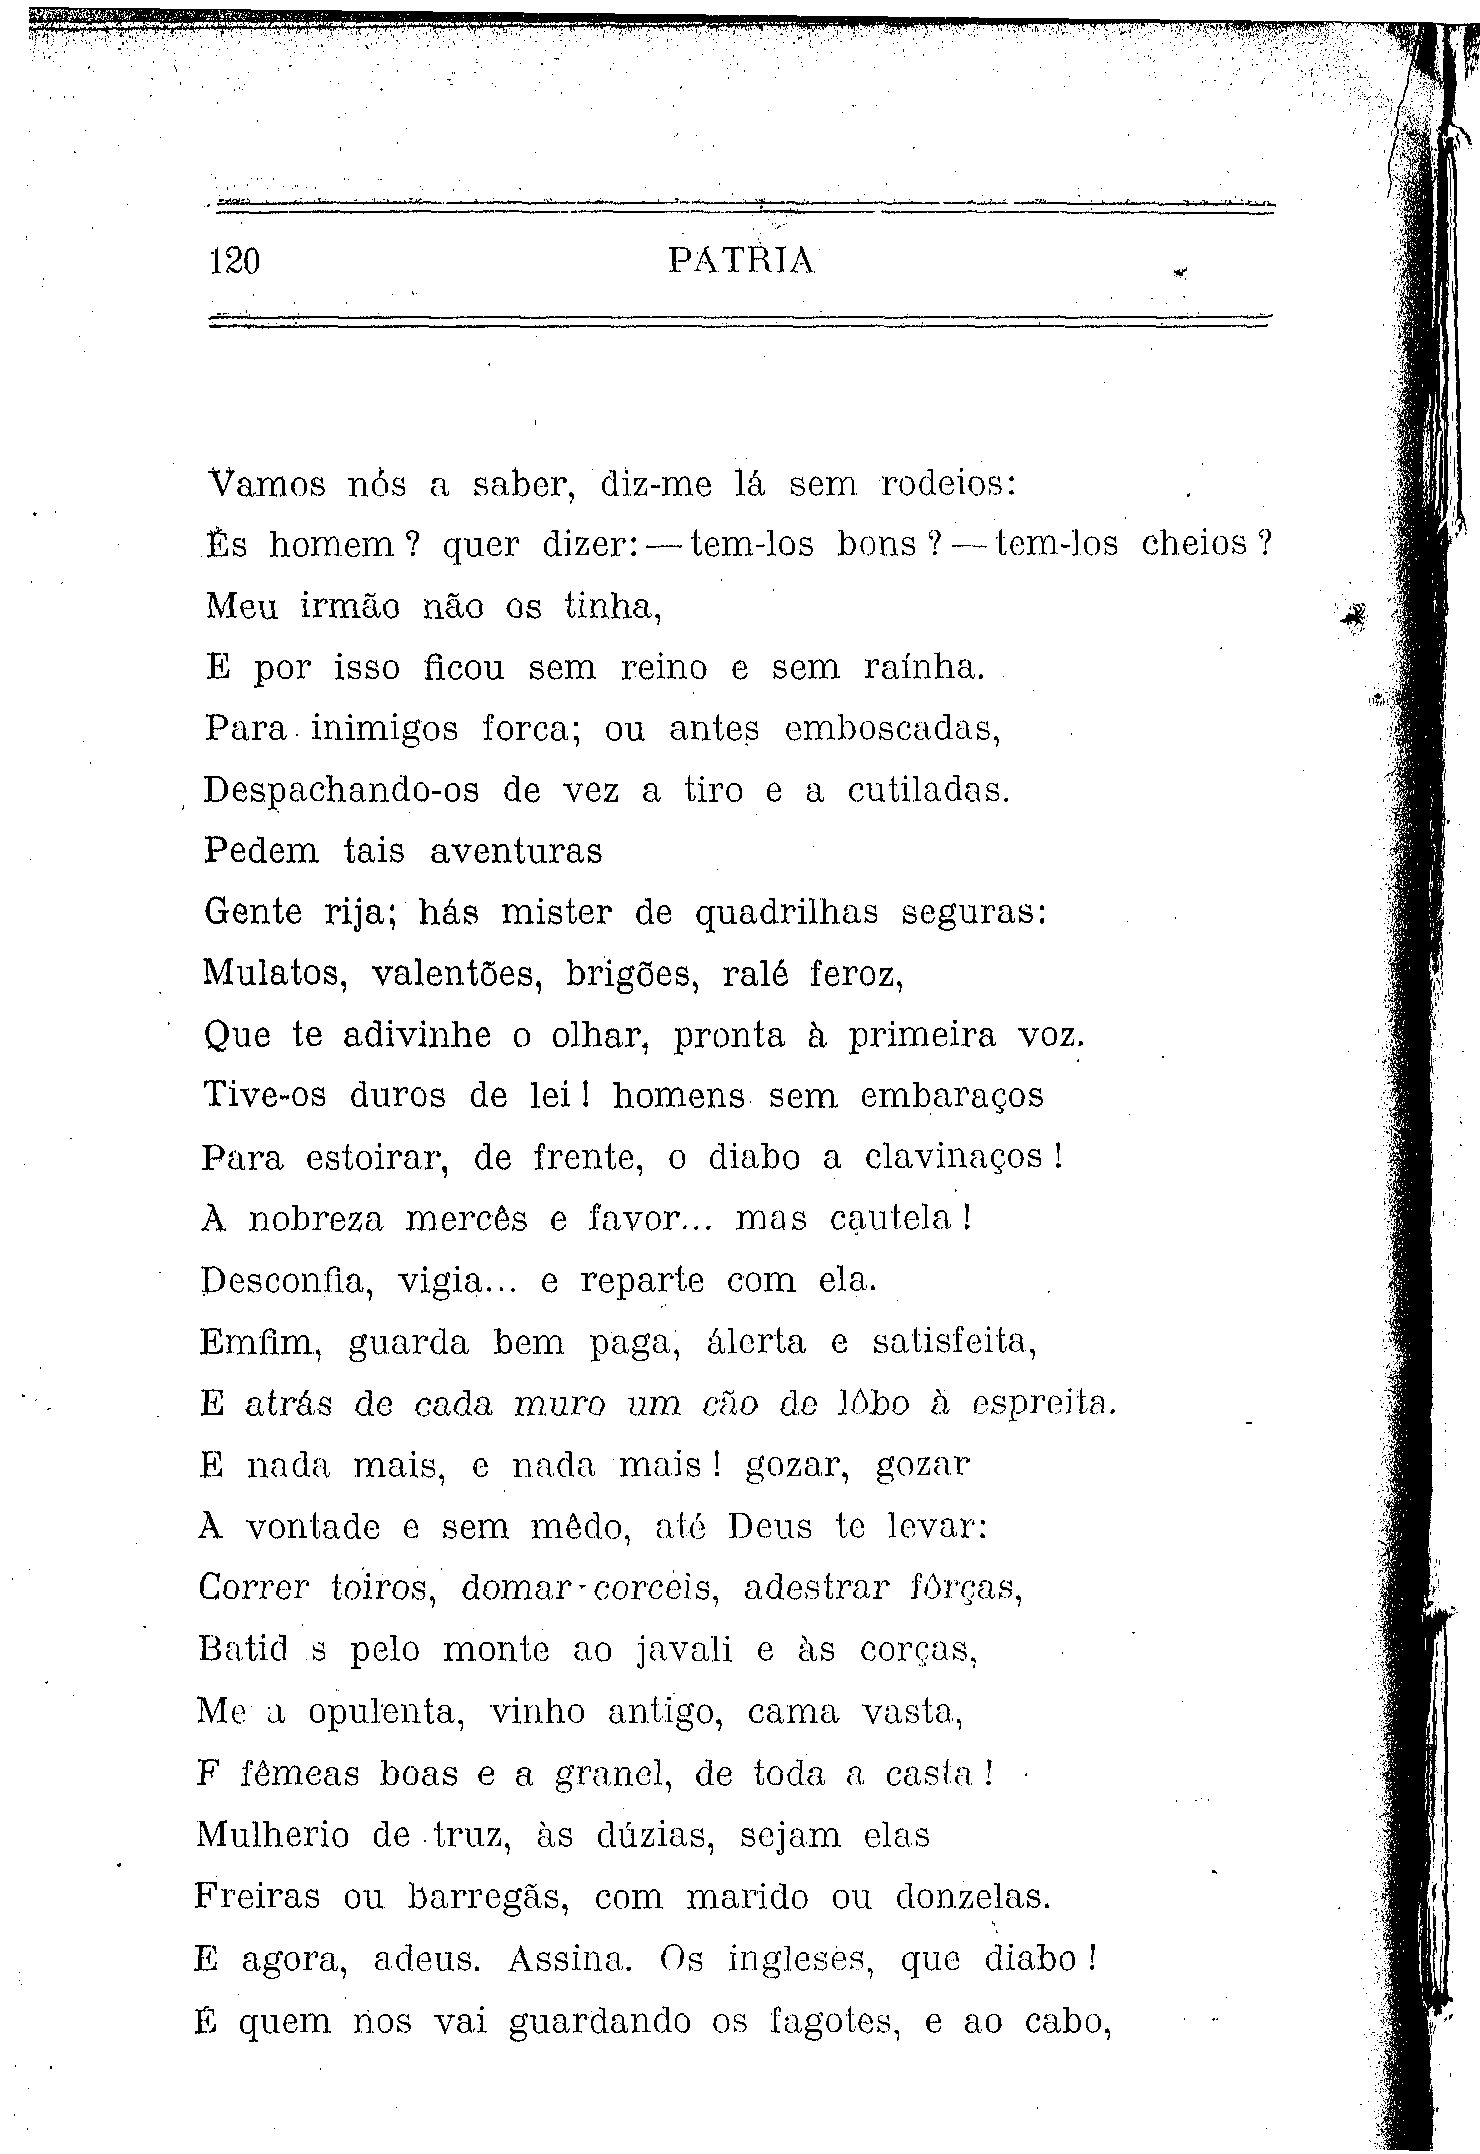 120 PATRIA
Vamos nós a saber, diz-me lá sem rodeios:
És homem? quer dizer: — tem-los bons? — tem-los cheios?
Meu irmão não os tinha,
E por isso ficou sem reino e sem raínha.
Para inimigos forca; ou antes emboscadas,
Despachando-os de vez a tiro e a cutiladas.
Pedem tais aventuras
Gente rija; hás mister de quadrilhas seguras:
Mulatos, valentões, brigões, ralé feroz,
Que te adivinhe o olhar, pronta à primeira voz.
Tive-os duros de lei! homens sem embaraços
Para estoirar, de frente, o diabo a clavinaços!
À nobreza mercês e favor... mas cautela!
Desconfia, vigia... e reparte com ela.
Emfim, guarda bem paga, álerta e satisfeita,
E atrás de cada muro um cão de lôbo à espreita.
E nada mais, e nada mais! gozar, gozar
À vontade e sem mêdo, até Deus te levar:
Correr toiros, domar corceis, adestrar fôrças,
Batid s pelo monte ao javali e às corças,
Me a opulenta, vinho antigo, cama vasta,
F fêmeas boas e a granel, de toda a casta!
Mulherio de truz, às dúzias, sejam elas
Freiras ou barregãs, com marido ou donzelas.
E agora, adeus. Assina. Os ingleses, que diabo!
É quem nos vai guardando os fagotes, e ao cabo,